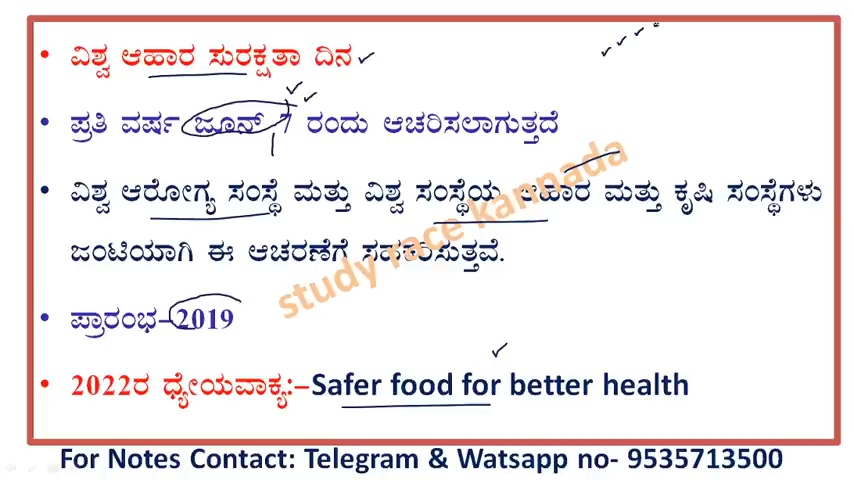 • ವಿಶ್ವ ಆಹಾರ ಸುರಕ್ಷತಾ ದಿನ
• ಪ್ರತಿ ವರ್ಷ ಜೂನ್ 7 ರಂದು ಆಚರಿಸಲಾಗುತ್ತದೆ
• ವಿಶ್ವ ಆರೋಗ್ಯ ಸಂಸ್ಥೆ ಮತ್ತು ವಿಶ್ವ ಸಂಸ್ಥೆಯ ಆಹಾರ ಮತ್ತು ಕೃಷಿ ಸಂಸ್ಥೆಗಳು
ಜಂಟಿಯಾಗಿ ಈ ಆಚರಣೆಗೆ ಸಹಕರಿಸುತ್ತವೆ.
study race kannada
• ಪ್ರಾರಂಭ-2019
• 2022ರ ಧ್ಯೇಯವಾಕ್ಯ:-Safer food for better health
For Notes Contact: Telegram & Watsapp no- 9535713500